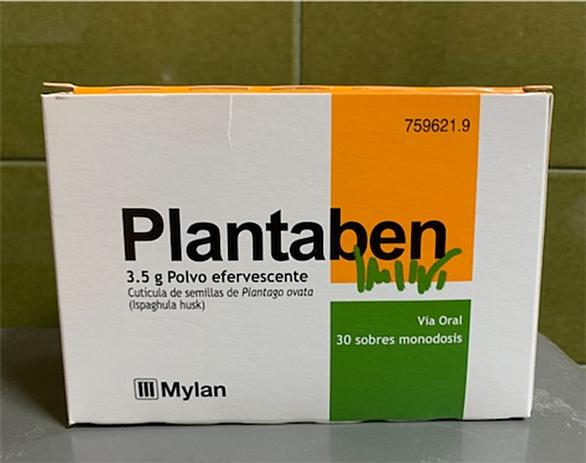 759621.9
Plantaben
3.5 g Polvo efervescente
Cutícula de semillas de Plantago ovata
(Ispaghula husk)
Vía Oral
30 sobres monodosis
Mylan